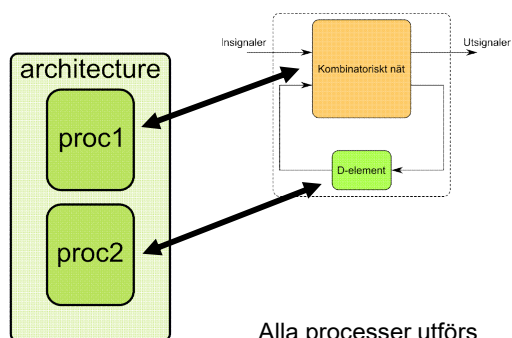 architecture
proc1
proc2
Insignaler
Utsignaler
Kombinatoriskt nät
D-element
Alla processer utförs